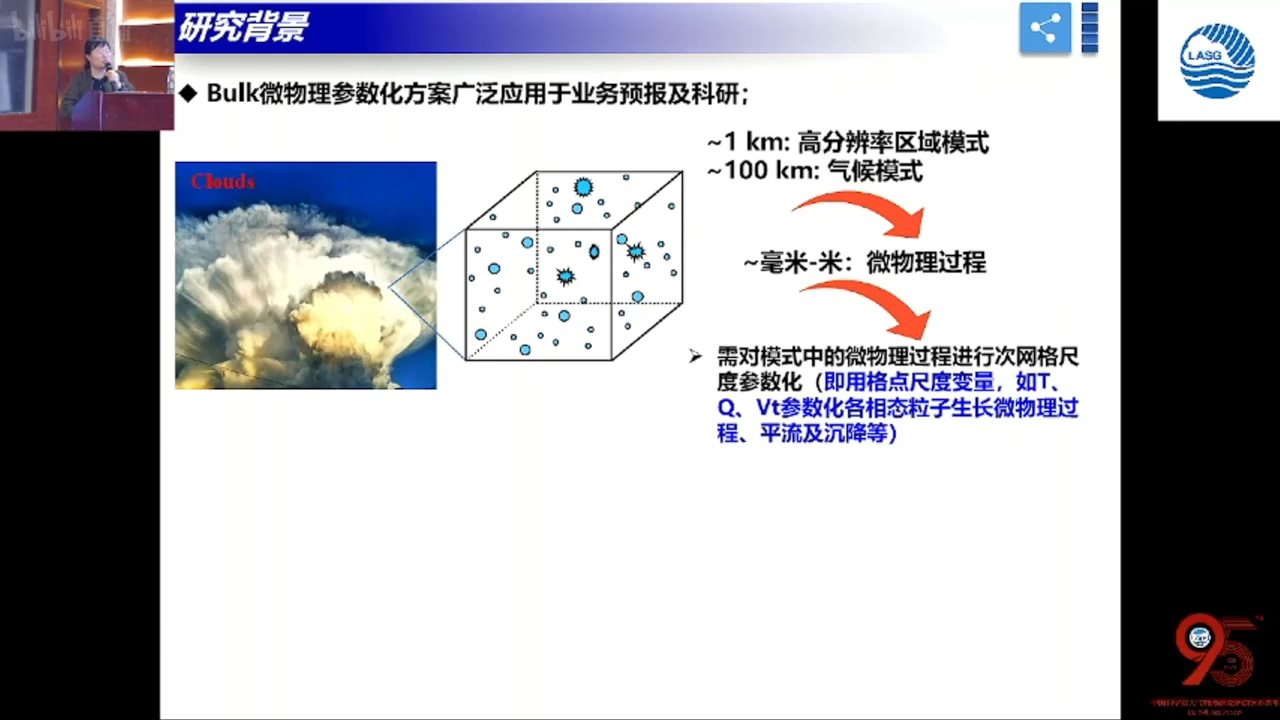 bilibili 直播
研究背景
LASG
◆ Bulk微物理参数化方案广泛应用于业务预报及科研；
Clouds
~1 km: 高分辨率区域模式
~100 km: 气候模式
~毫米-米：微物理过程
➢ 需对模式中的微物理过程进行次网格尺
度参数化（即用格点尺度变量，如T、
Q、Vt参数化各相态粒子生长微物理过
程、平流及沉降等）
95